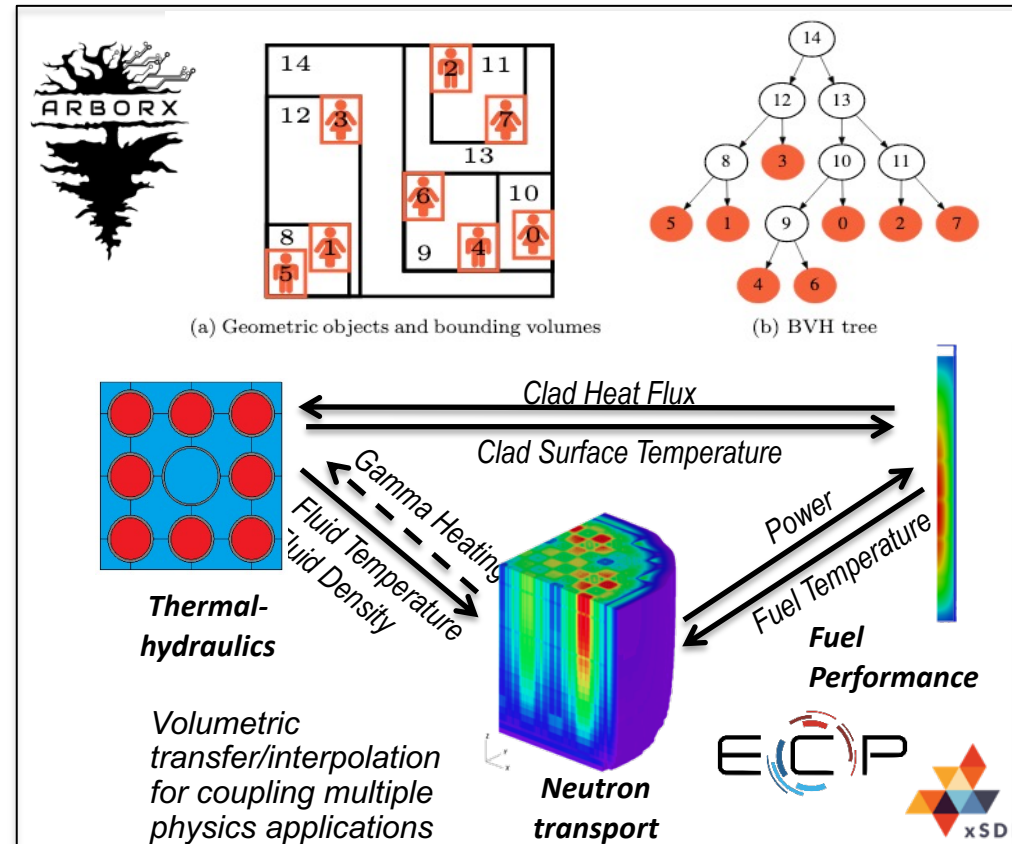 ARBORX
14
12
3
2
11
7
13
6
10
0
9
4
8
1
5
(a) Geometric objects and bounding volumes
14
12
13
8
3
10
11
5
1
9
0
2
7
4
6
(b) BVH tree
Clad Heat Flux
Clad Surface Temperature
Gamma Heating
Fluid Temperature
Fluid Density
Power
Fuel Temperature
Thermal-
hydraulics
Fuel
Performance
Volumetric
transfer/interpolation
for coupling multiple
physics applications
z
y
x
Neutron
transport
ECP
xSD